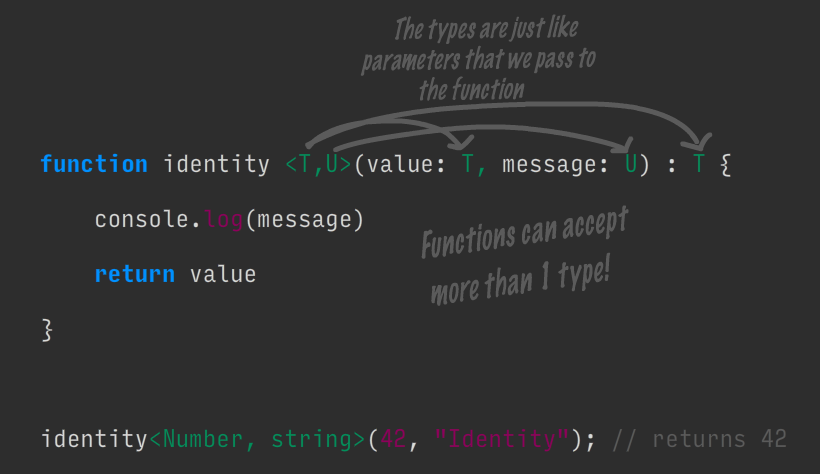 The types are just like
parameters that we pass to
the function
function identity <T,U>(value: T, message: U) : T {
console.log(message)
Functions can accept
more than 1 type!
return value
}
identity<Number, string>(42, "Identity"); // returns 42